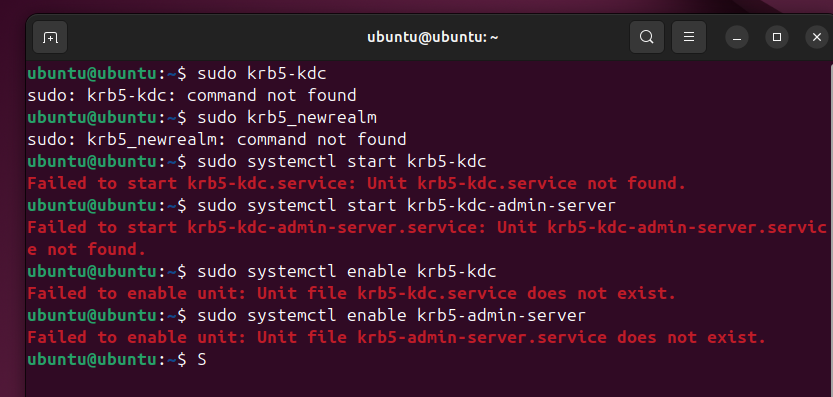 ubuntu@ubuntu: ~
ubuntu@ubuntu:~$ sudo krb5-kdc
sudo: krb5-kdc: command not found
ubuntu@ubuntu:~$ sudo krb5_newrealm
sudo: krb5_newrealm: command not found
ubuntu@ubuntu:~$ sudo systemctl start krb5-kdc
Failed to start krb5-kdc.service: Unit krb5-kdc.service not found.
ubuntu@ubuntu:~$ sudo systemctl start krb5-kdc-admin-server
Failed to start krb5-kdc-admin-server.service: Unit krb5-kdc-admin-server.servic
e not found.
ubuntu@ubuntu:~$ sudo systemctl enable krb5-kdc
Failed to enable unit: Unit file krb5-kdc.service does not exist.
ubuntu@ubuntu:~$ sudo systemctl enable krb5-admin-server
Failed to enable unit: Unit file krb5-admin-server.service does not exist.
ubuntu@ubuntu:~$ S